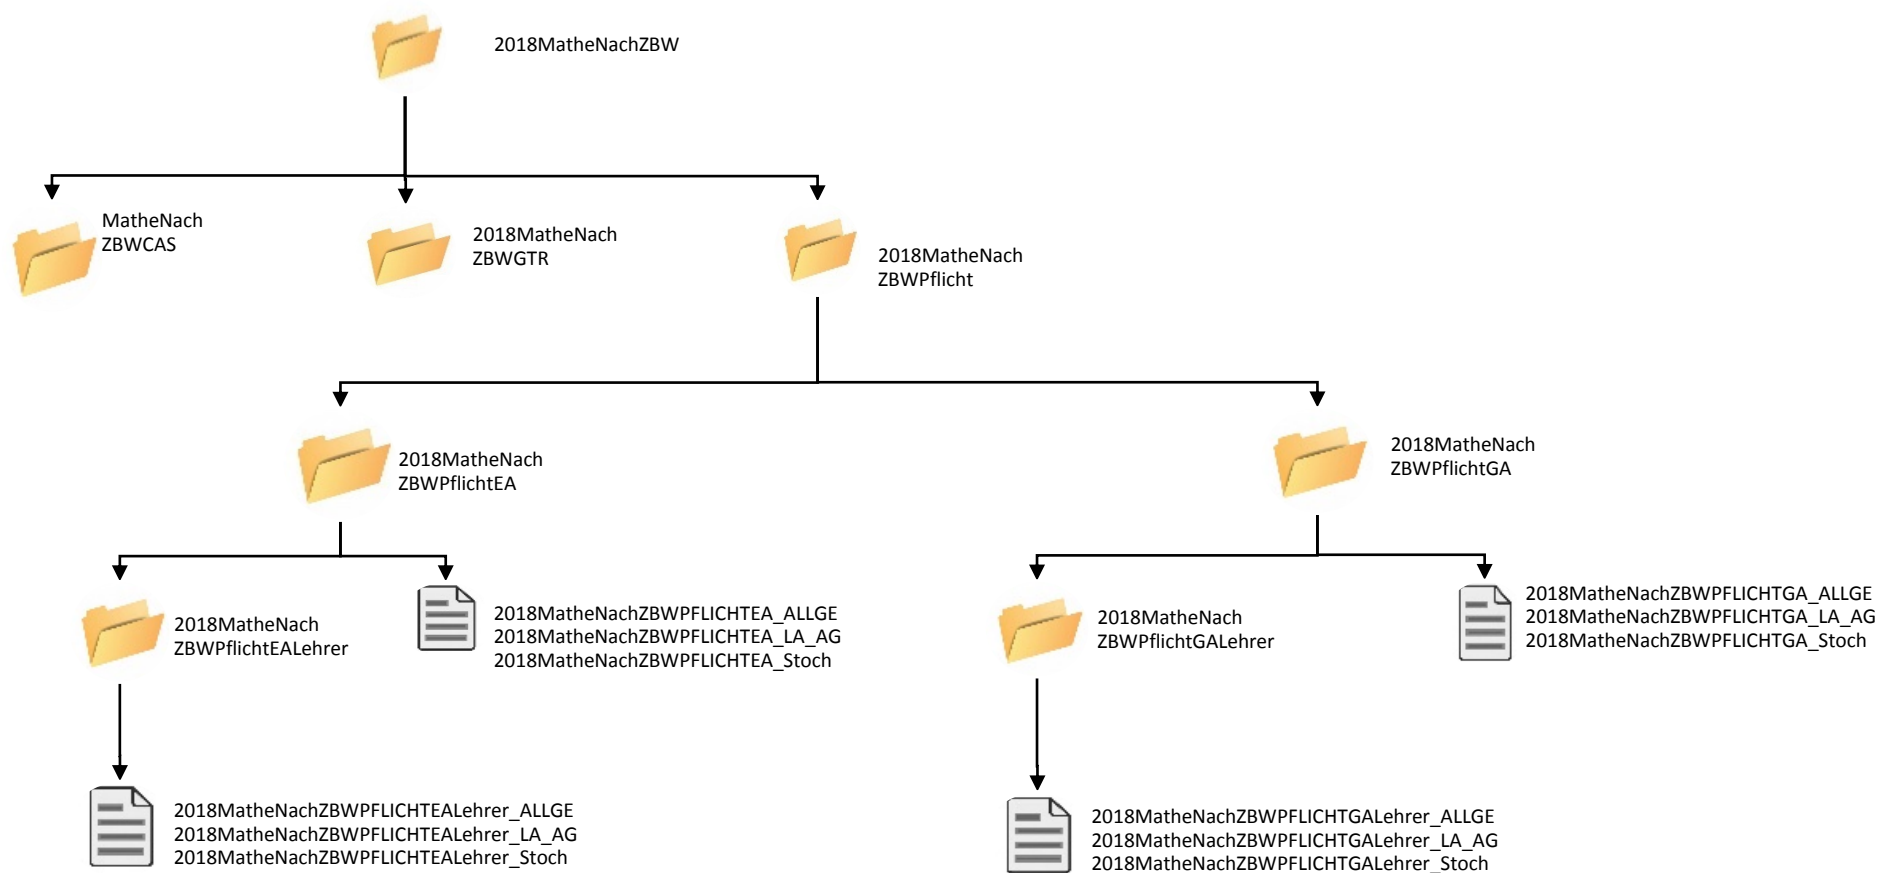 2018MatheNachZBW
MatheNach
ZBWCAS
2018MatheNach
ZBWGTR
2018MatheNach
ZBWPflicht
2018MatheNach
ZBWPflichtEA
2018MatheNach
ZBWPflichtGA
2018MatheNach
ZBWPflichtEALehrer
2018MatheNachZBWPFLICHTEA_ALLGE
2018MatheNachZBWPFLICHTEA_LA_AG
2018MatheNachZBWPFLICHTEA_Stoch
2018MatheNach
ZBWPflichtGALehrer
2018MatheNachZBWPFLICHTGA_ALLGE
2018MatheNachZBWPFLICHTGA_LA_AG
2018MatheNachZBWPFLICHTGA_Stoch
2018MatheNachZBWPFLICHTEALehrer_ALLGE
2018MatheNachZBWPFLICHTEALehrer_LA_AG
2018MatheNachZBWPFLICHTEALehrer_Stoch
2018MatheNachZBWPFLICHTGALehrer_ALLGE
2018MatheNachZBWPFLICHTGALehrer_LA_AG
2018MatheNachZBWPFLICHTGALehrer_Stoch